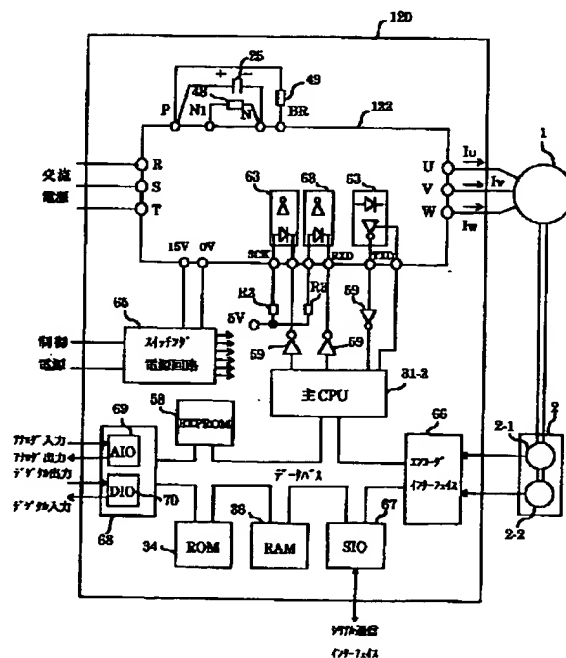 120
25
+ -
49
48
P
N1
N
BR
122
1
R
S
T
交流
電源
U
V
W
Iu
Iv
Iw
63
68
63
15V
0V
SCK
RXD
TXD
R2
R3
5V
59
59
59
65
制御
電源
スイッチング
電源回路
主CPU
31-2
58
EEPROM
66
2
2-1
2-2
エンコーダ
インターフェイス
69
AIO
アナログ入力
アナログ出力
デジタル出力
デジタル入力
DIO
70
68
データバス
34
ROM
38
RAM
67
SIO
シリアル通信
インターフェイス